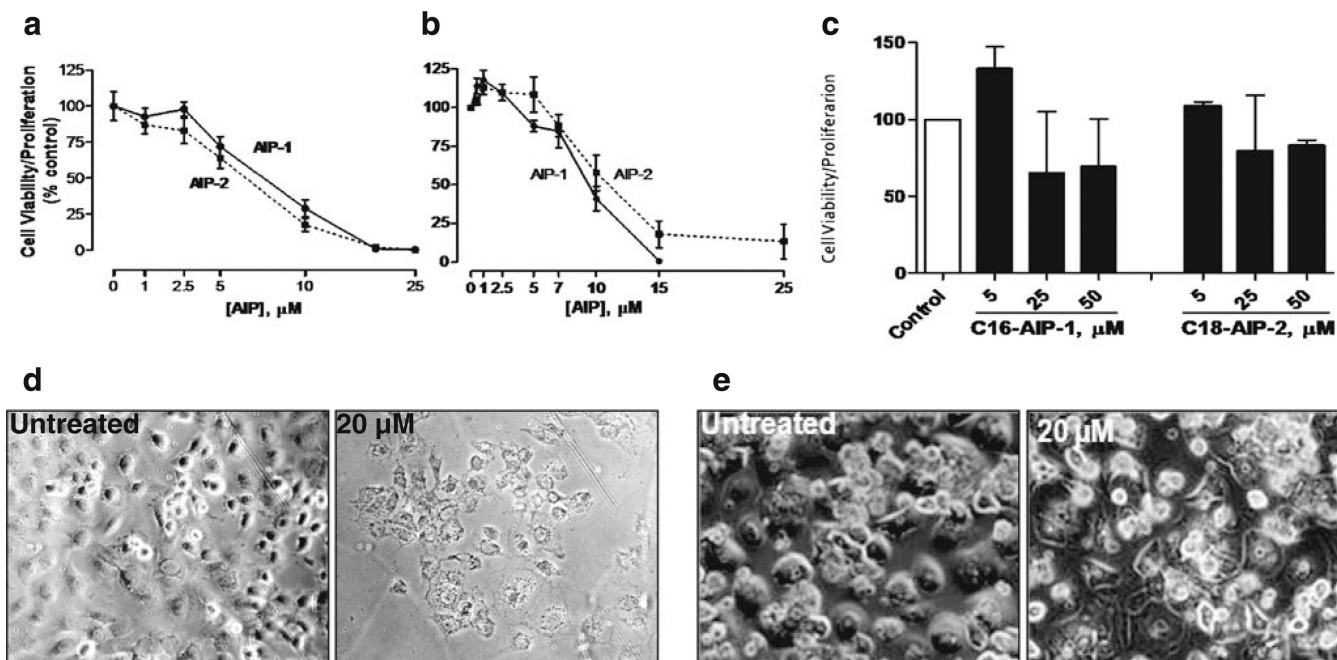 a
b
c
Cell Viability/Proliferation
(% control)
125
100
75
50
25
0
AIP-1
AIP-2
0 1 2.5 5 10 25
[AIP], μM
125
100
75
50
25
0
AIP-1
AIP-2
0 1 2.5 5 7 10 15 25
[AIP], μM
Cell Viability/Proliferarion
150
100
50
0
Control
5 25 50
5 25 50
C16-AIP-1, μM
C18-AIP-2, μM
d
e
Untreated
20 μM
Untreated
20 μM